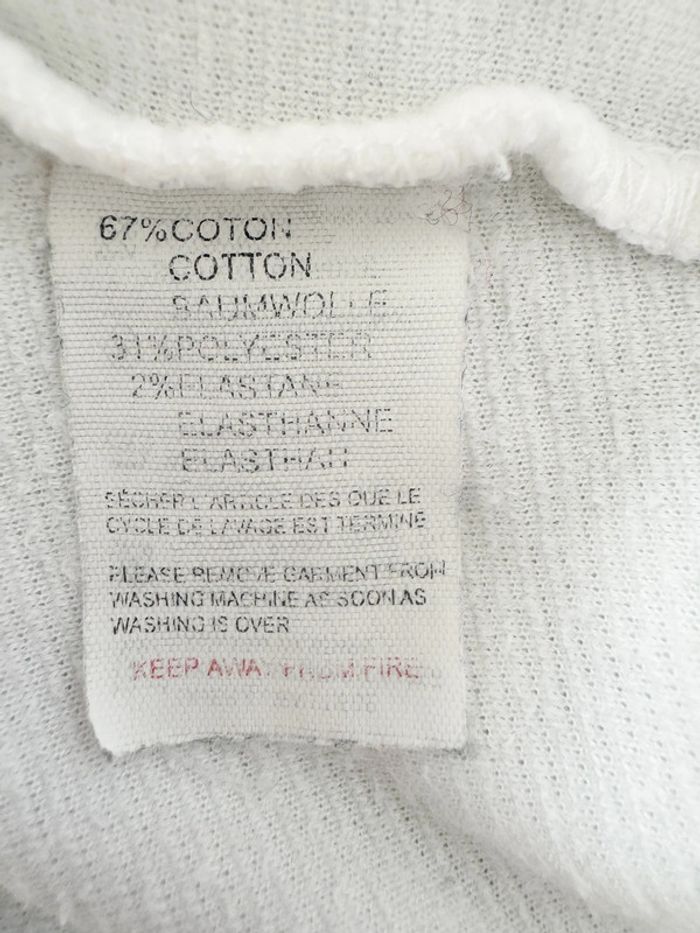 67% COTON
COTTON
BAUMWOLLE
31% POLYESTER
2% ELASTANE
ELASTHANNE
ELASTHAN
SECHER L'ARTICLE DES QUE LE
CYCLE DE LAVAGE EST TERMINE
PLEASE REMOVE GARMENT FROM
WASHING MACHINE AS SOON AS
WASHING IS OVER
KEEP AWAY FROM FIRE